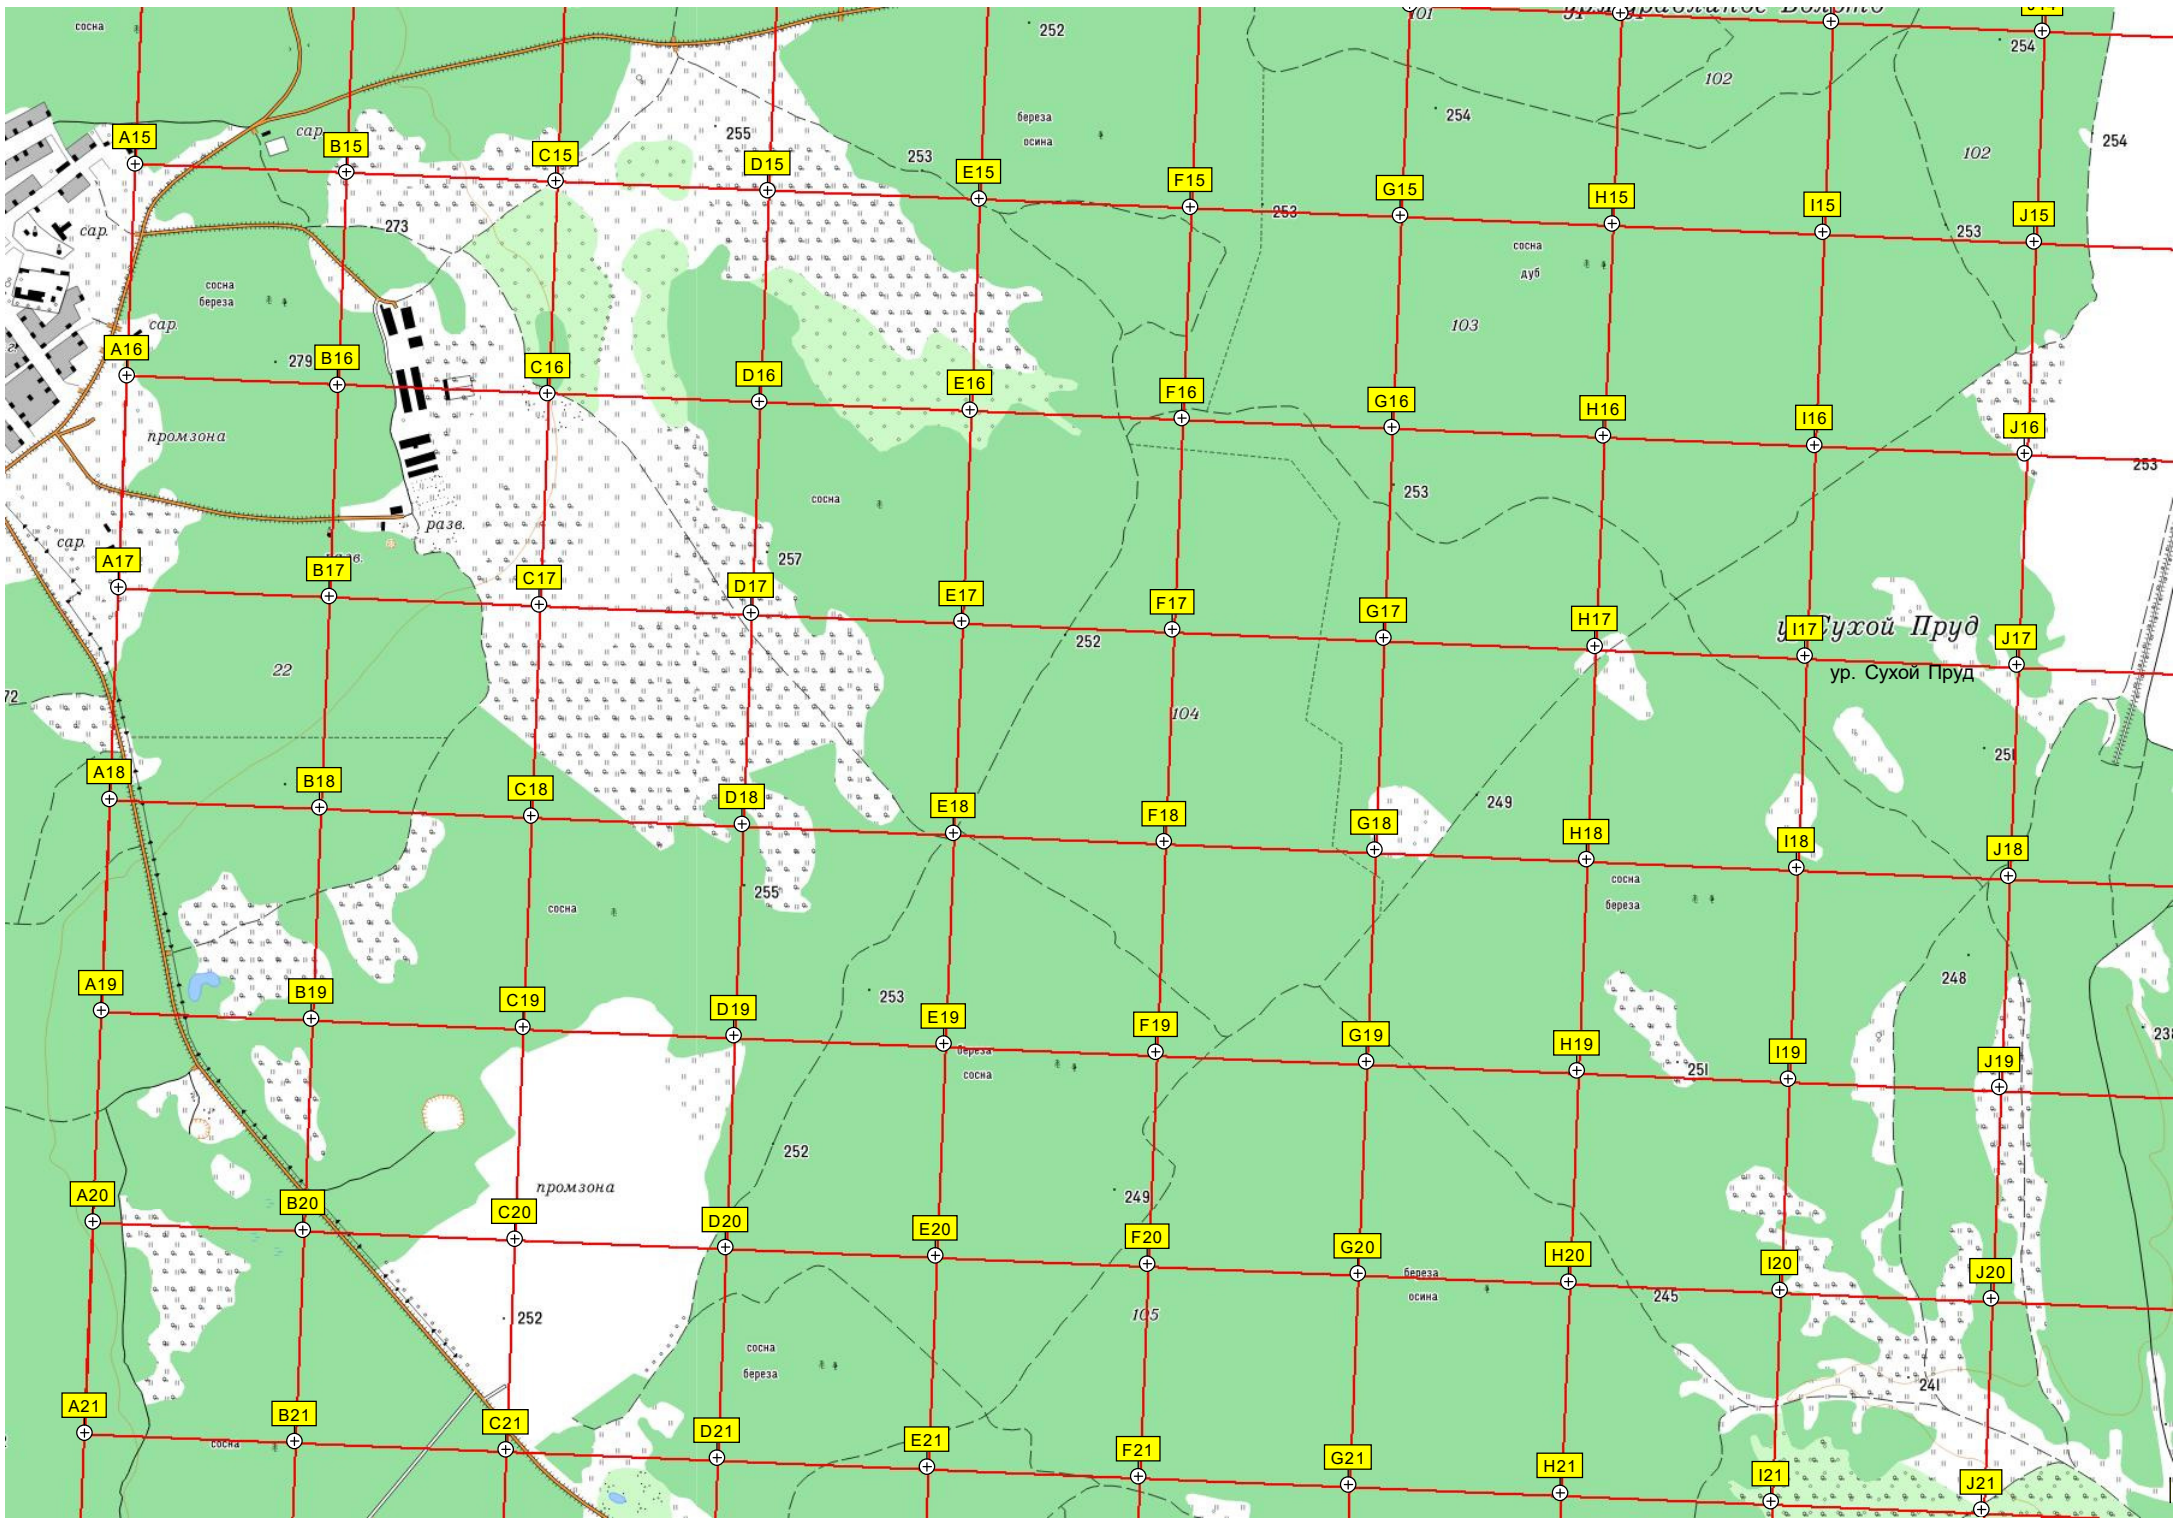 сосна
252
101
254
102
254
сар.
255
береза
осина
253
254
102
A15
B15
C15
D15
E15
F15
G15
H15
I15
J15
253
253
сар.
273
сосна
береза
сосна
дуб
сар.
103
279
A16
B16
C16
D16
E16
F16
G16
H16
I16
J16
промзона
253
253
сосна
разв.
сар.
257
A17
B17
C17
D17
E17
F17
G17
H17
I17
J17
252
Сухой Пруд
ур. Сухой Пруд
22
72
104
251
249
A18
B18
C18
D18
E18
F18
G18
H18
I18
J18
255
сосна
сосна
береза
248
253
A19
B19
C19
D19
E19
F19
G19
H19
I19
J19
береза
сосна
251
252
промзона
249
A20
B20
C20
D20
E20
F20
G20
H20
I20
J20
береза
осина
245
252
105
сосна
береза
241
A21
B21
C21
D21
E21
F21
G21
H21
I21
J21
сосна